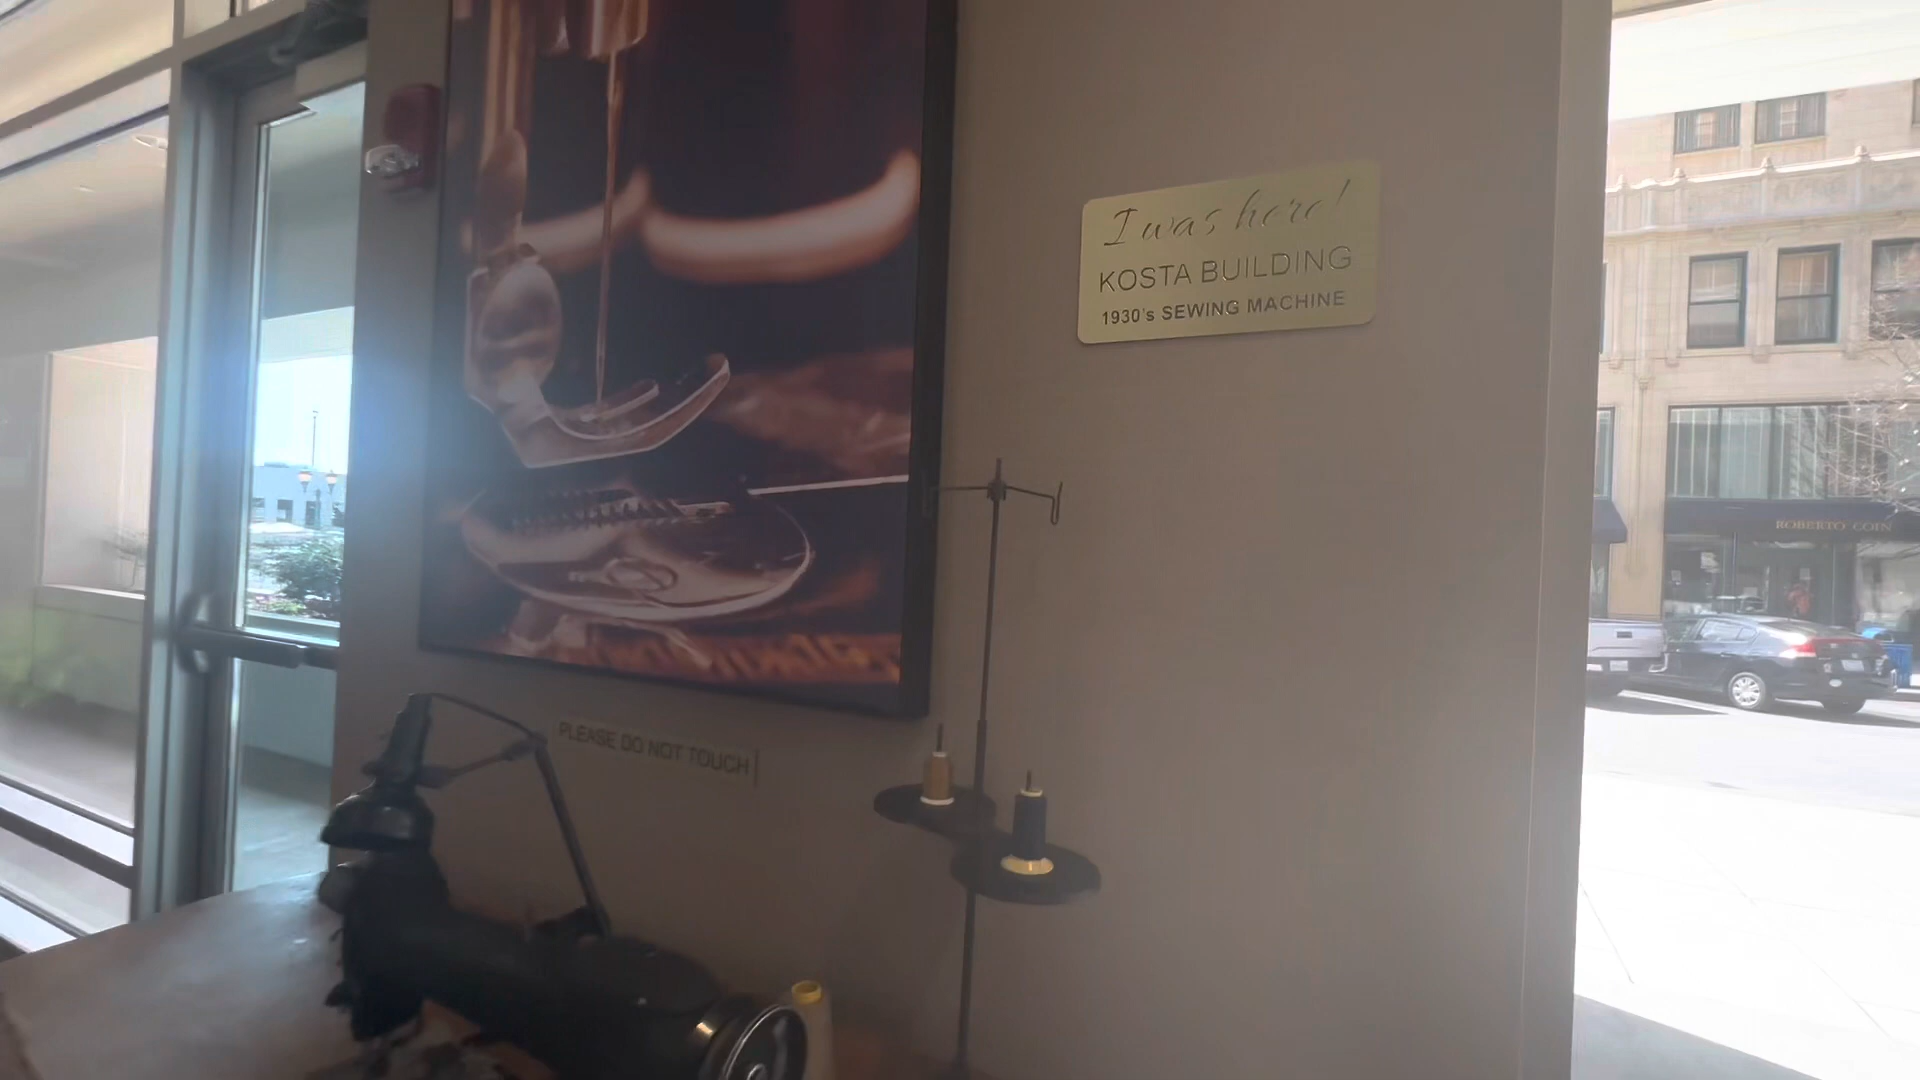 I was here!
KOSTA BUILDING
1930's SEWING MACHINE
ROBERTO COIN
PLEASE DO NOT TOUCH